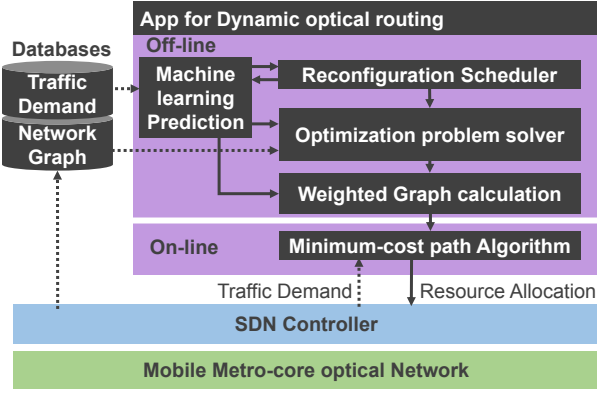 App for Dynamic optical routing
Databases
Off-line
Traffic
Demand
Network
Graph
Machine
learning
Prediction
Reconfiguration Scheduler
Optimization problem solver
Weighted Graph calculation
On-line
Minimum-cost path Algorithm
Traffic Demand
Resource Allocation
SDN Controller
Mobile Metro-core optical Network